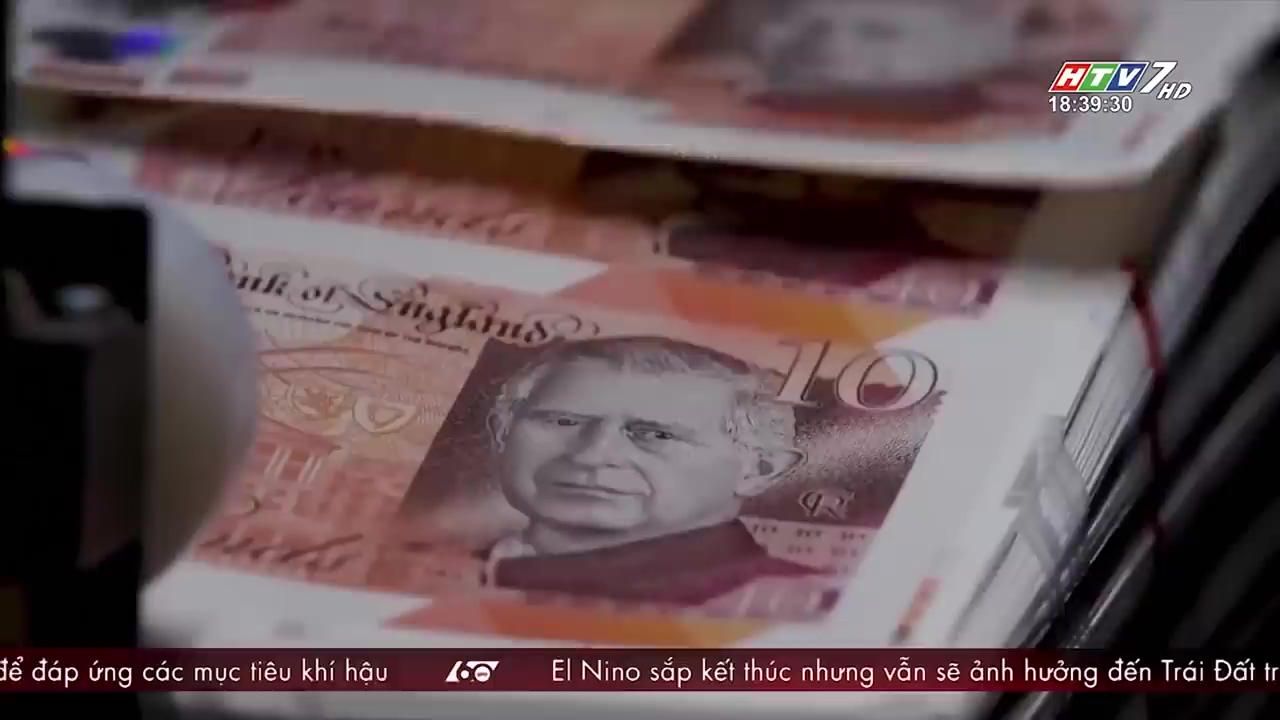 HTV7 HD
18:39:30
Bank of England
10
để đáp ứng các mục tiêu khí hậu
60
El Nino sắp kết thúc nhưng vẫn sẽ ảnh hưởng đến Trái Đất